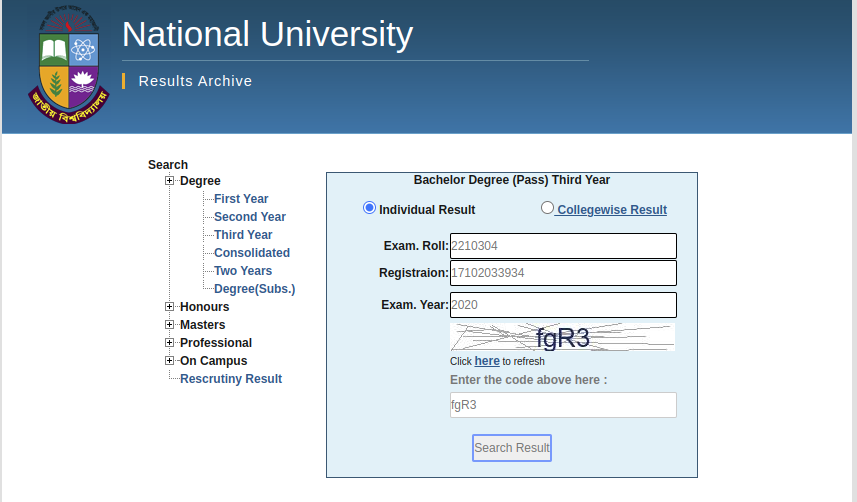 National University
Results Archive
জাতীয় বিশ্ববিদ্যালয়
Search
Degree
First Year
Second Year
Third Year
Consolidated
Two Years
Degree(Subs.)
Honours
Masters
Professional
On Campus
Rescrutiny Result
Bachelor Degree (Pass) Third Year
Individual Result Collegewise Result
Exam. Roll: 2210304
Registraion: 17102033934
Exam. Year: 2020
fgR3
Click here to refresh
Enter the code above here :
fgR3
Search Result